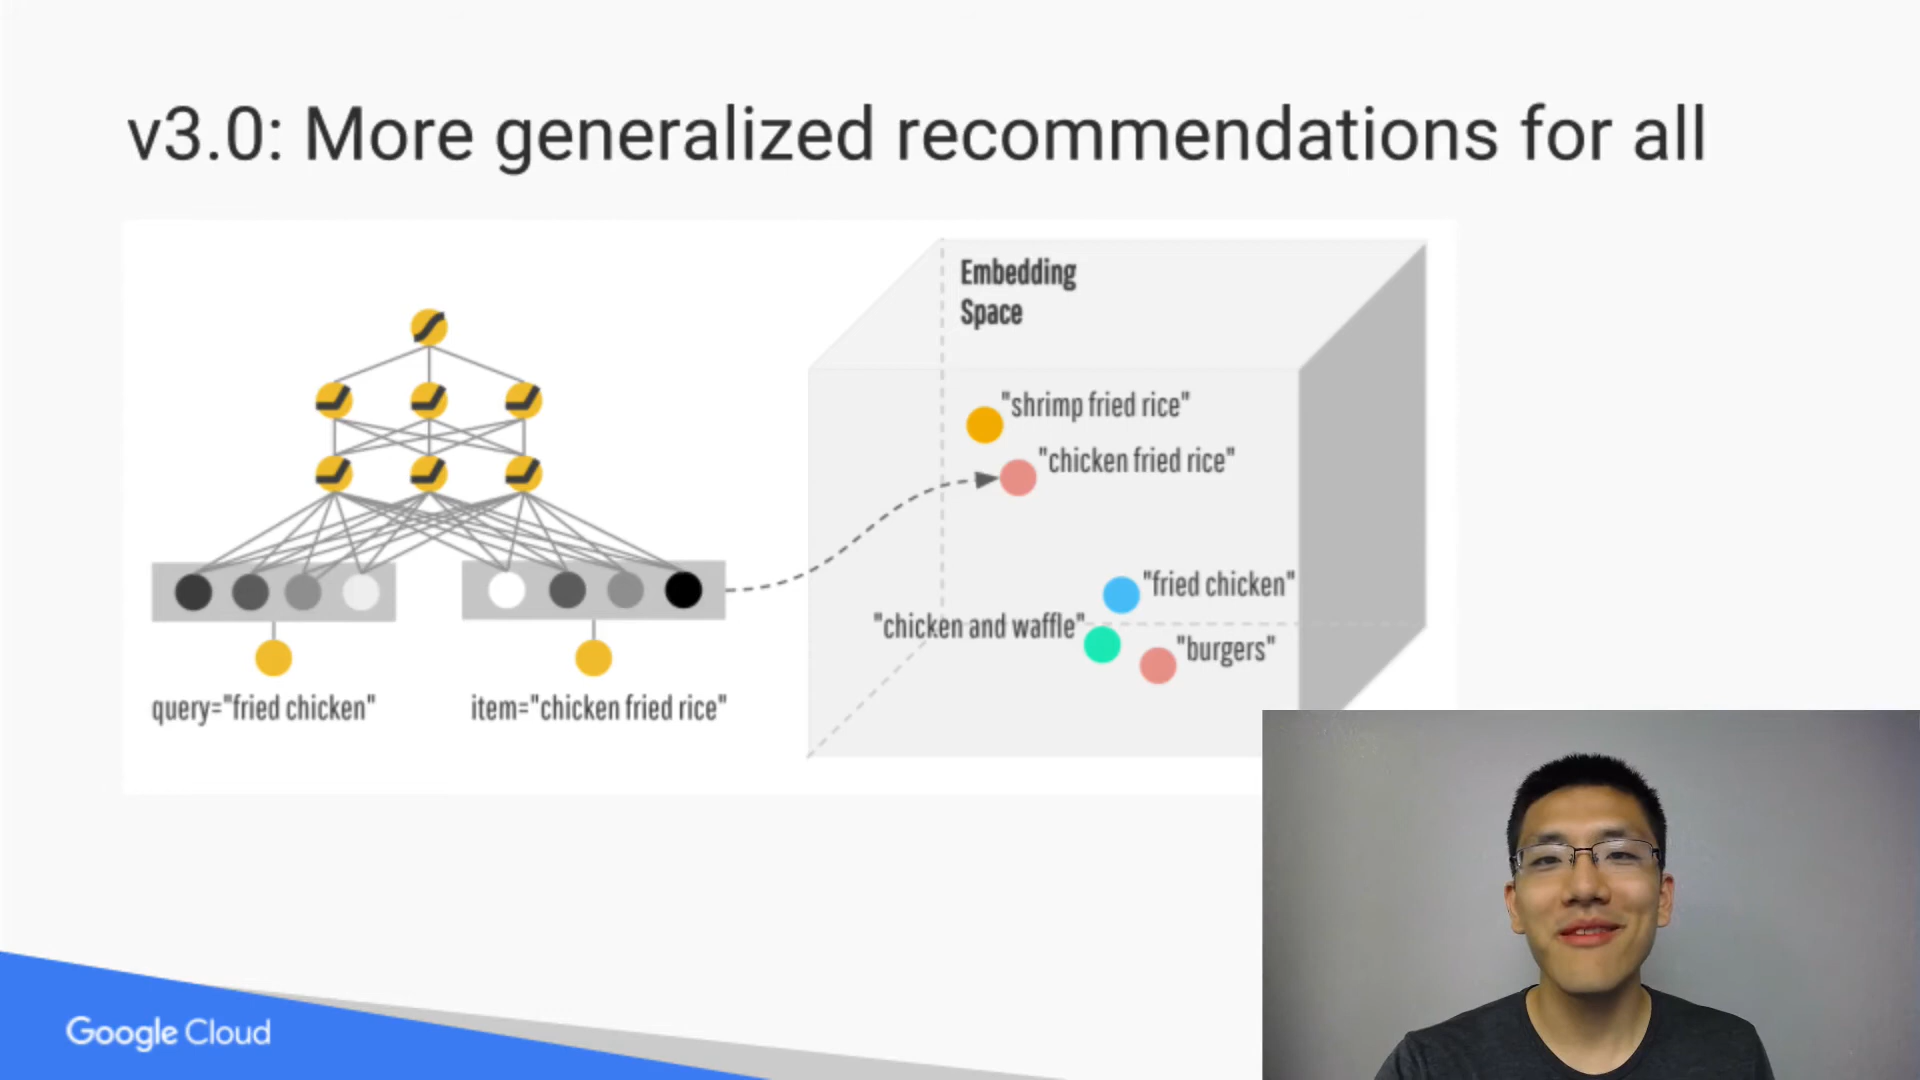 v3.0: More generalized recommendations for all
Embedding
Space
"shrimp fried rice"
"chicken fried rice"
"fried chicken"
"chicken and waffle"
"burgers"
query="fried chicken"
item="chicken fried rice"
Google Cloud